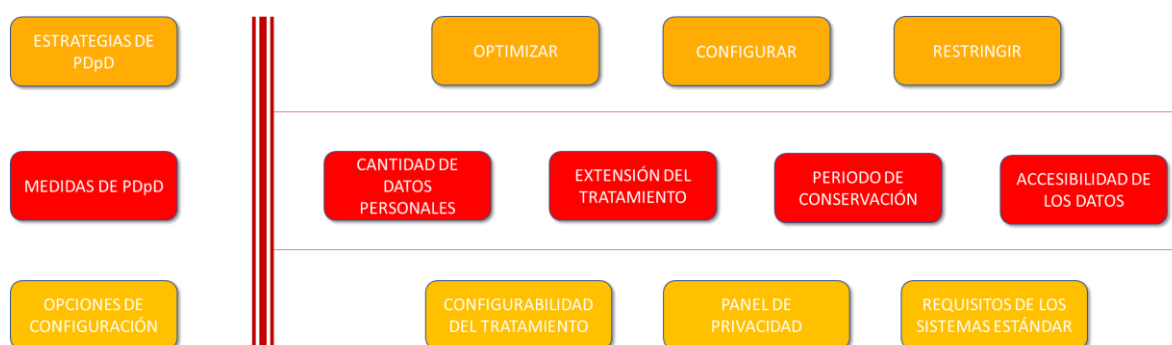 ESTRATEGIAS DE
PDpD
OPTIMIZAR
CONFIGURAR
RESTRINGIR
MEDIDAS DE PDpD
CANTIDAD DE
DATOS
PERSONALES
EXTENSIÓN DEL
TRATAMIENTO
PERIODO DE
CONSERVACIÓN
ACCESIBILIDAD DE
LOS DATOS
OPCIONES DE
CONFIGURACIÓN
CONFIGURABILIDAD
DEL TRATAMIENTO
PANEL DE
PRIVACIDAD
REQUISITOS DE LOS
SISTEMAS ESTÁNDAR